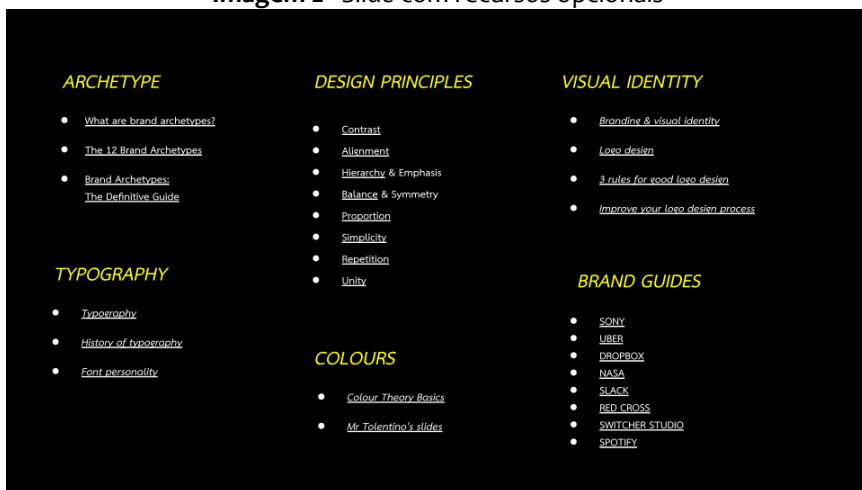 Slide com recursos opcionais
ARCHETYPE
What are brand archetypes?
The 12 Brand Archetypes
Brand Archetypes:
The Definitive Guide
TYPOGRAPHY
Typography
History of typography
Font personality
DESIGN PRINCIPLES
Contrast
Alignment
Hierarchy & Emphasis
Balance & Symmetry
Proportion
Simplicity
Repetition
Unity
COLOURS
Colour Theory Basics
Mr Tolentino's slides
VISUAL IDENTITY
Branding & visual identity
Logo design
3 rules for good logo design
Improve your logo design process
BRAND GUIDES
SONY
UBER
DROPBOX
NASA
SLACK
RED CROSS
SWITCHER STUDIO
SPOTIFY